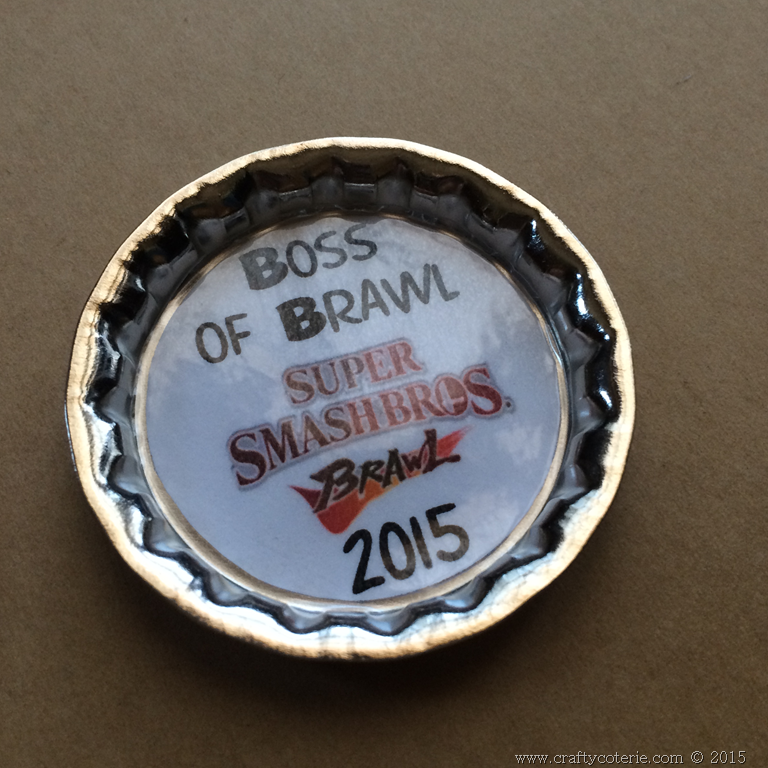 BOSS
OF BRAWL
SUPER
SMASH BROS.
BRAWL
2015
www.craftycoterie.com © 2015